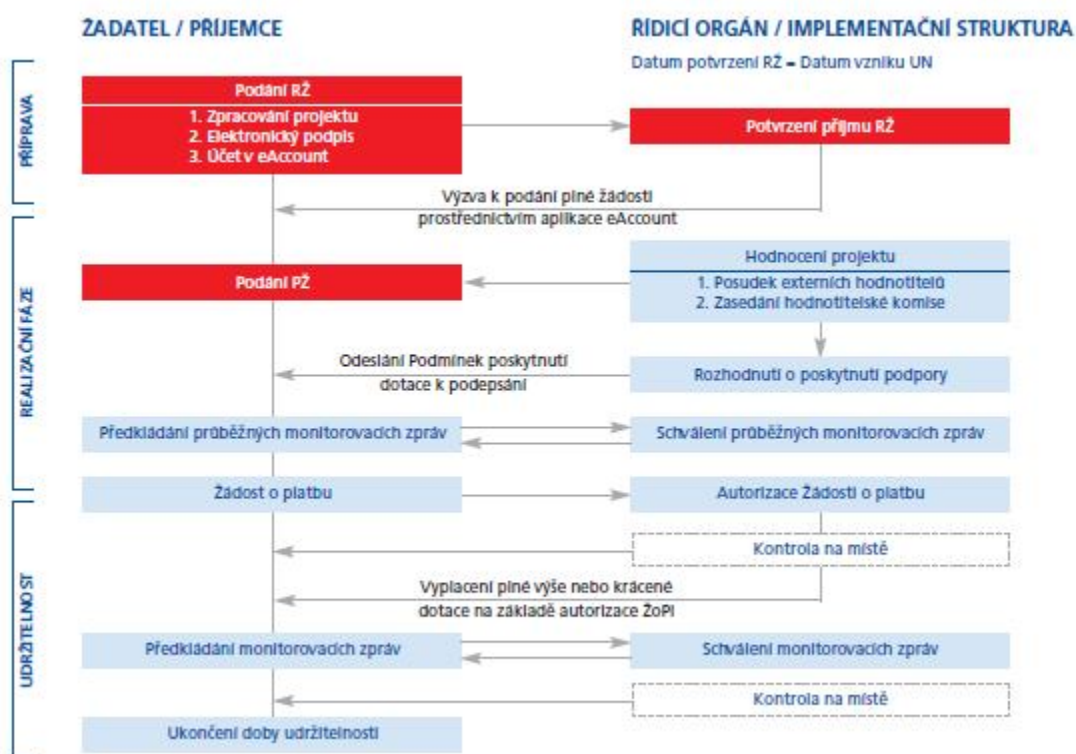 ŽADATEL / PŘÍJEMCE
ŘÍDICÍ ORGÁN / IMPLEMENTAČNÍ STRUKTURA
Datum potvrzení RŽ = Datum vzniku UN
PŘÍPRAVA
Podání RŽ
1. Zpracování projektu
2. Elektronický podpis
3. Účet v eAccount
Potvrzení příjmu RŽ
Výzva k podání plné žádosti
prostřednictvím aplikace eAccount
REALIZAČNÍ FÁZE
Podání PŽ
Hodnocení projektu
1. Posudek externích hodnotitelů
2. Zasedání hodnotitelské komise
Odeslání Podmínek poskytnutí
dotace k podepsání
Rozhodnutí o poskytnutí podpory
Předkládání průběžných monitorovacích zpráv
Schválení průběžných monitorovacích zpráv
Žádost o platbu
Autorizace Žádosti o platbu
UDRŽITELNOST
Kontrola na místě
Vyplacení plné výše nebo krácené
dotace na základě autorizace ŽoPl
Předkládání monitorovacích zpráv
Schválení monitorovacích zpráv
Kontrola na místě
Ukončení doby udržitelnosti